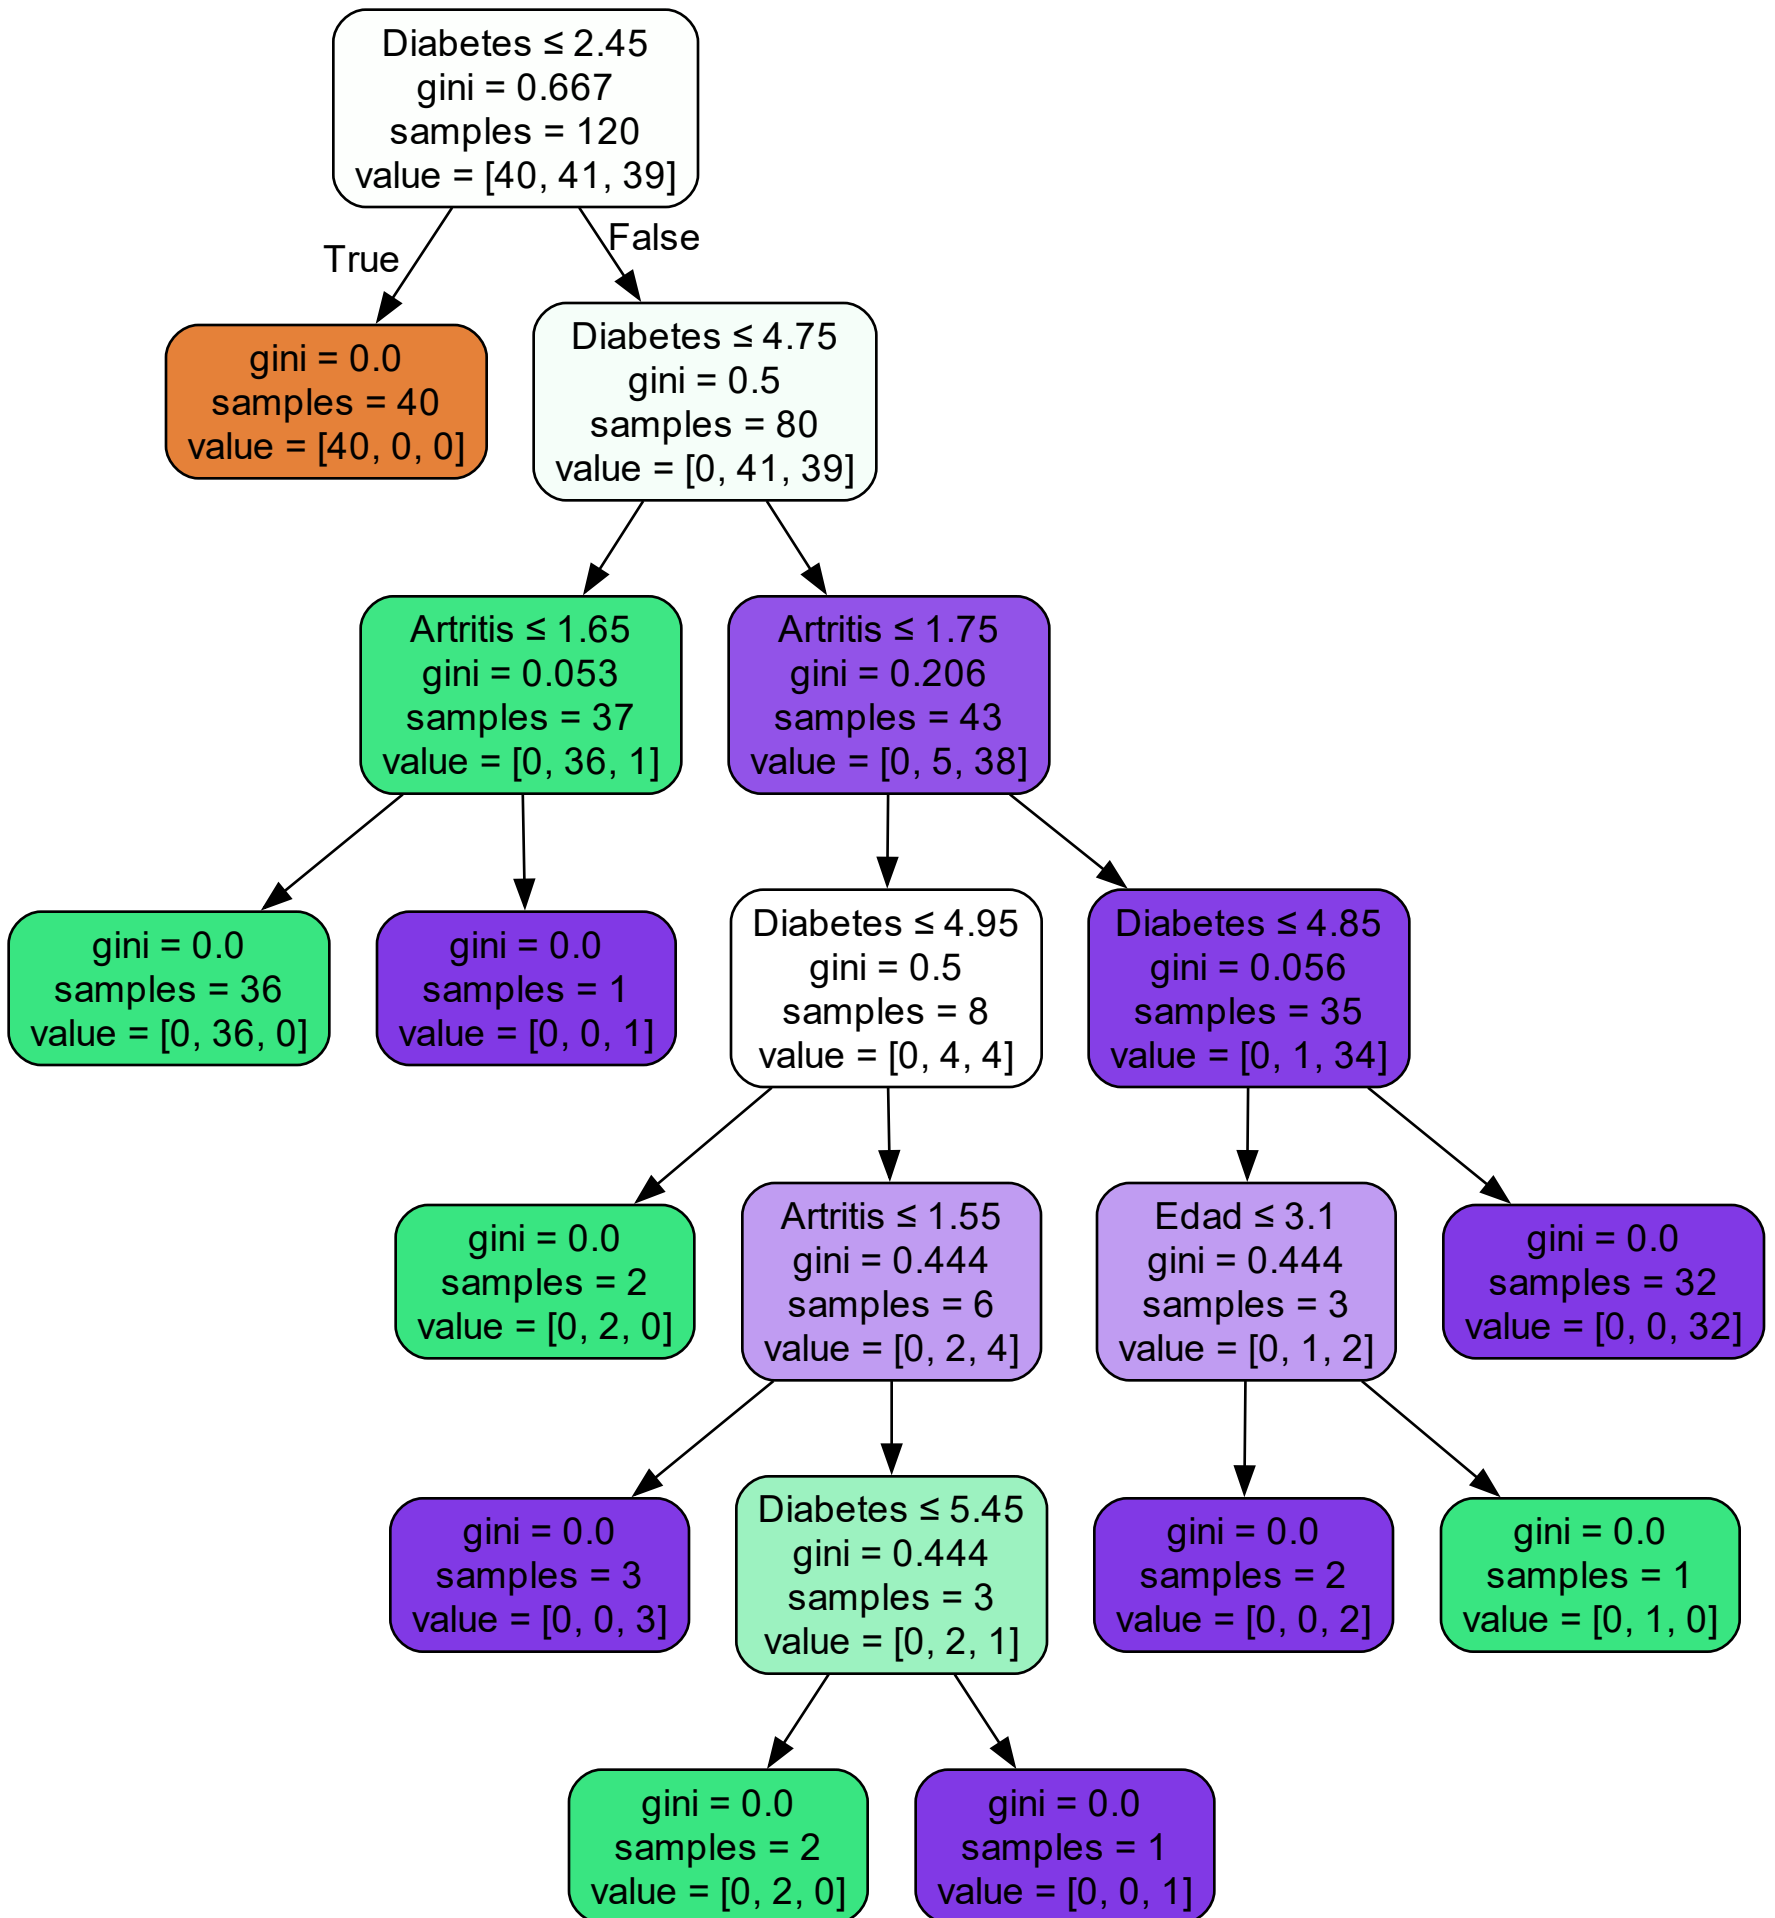 Diabetes ≤ 2.45
gini = 0.667
samples = 120
value = [40, 41, 39]
True
False
gini = 0.0
samples = 40
value = [40, 0, 0]
Diabetes ≤ 4.75
gini = 0.5
samples = 80
value = [0, 41, 39]
Artritis ≤ 1.65
gini = 0.053
samples = 37
value = [0, 36, 1]
Artritis ≤ 1.75
gini = 0.206
samples = 43
value = [0, 5, 38]
gini = 0.0
samples = 36
value = [0, 36, 0]
gini = 0.0
samples = 1
value = [0, 0, 1]
Diabetes ≤ 4.95
gini = 0.5
samples = 8
value = [0, 4, 4]
Diabetes ≤ 4.85
gini = 0.056
samples = 35
value = [0, 1, 34]
gini = 0.0
samples = 2
value = [0, 2, 0]
Artritis ≤ 1.55
gini = 0.444
samples = 6
value = [0, 2, 4]
Edad ≤ 3.1
gini = 0.444
samples = 3
value = [0, 1, 2]
gini = 0.0
samples = 32
value = [0, 0, 32]
gini = 0.0
samples = 3
value = [0, 0, 3]
Diabetes ≤ 5.45
gini = 0.444
samples = 3
value = [0, 2, 1]
gini = 0.0
samples = 2
value = [0, 0, 2]
gini = 0.0
samples = 1
value = [0, 1, 0]
gini = 0.0
samples = 2
value = [0, 2, 0]
gini = 0.0
samples = 1
value = [0, 0, 1]